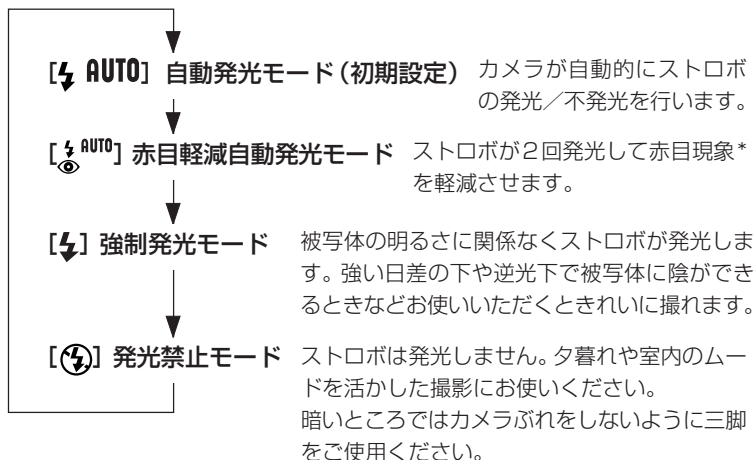 [⚡ AUTO] 自動発光モード（初期設定） カメラが自動的にストロボ
の発光／不発光を行います。
[⚡AUTO👁] 赤目軽減自動発光モード ストロボが２回発光して赤目現象*
を軽減させます。
[⚡] 強制発光モード 被写体の明るさに関係なくストロボが発光しま
す。強い日差の下や逆光下で被写体に陰ができ
るときなどお使いいただくときれいに撮れます。
[🚫⚡] 発光禁止モード ストロボは発光しません。夕暮れや室内のムー
ドを活かした撮影にお使いください。
暗いところではカメラぶれをしないように三脚
をご使用ください。